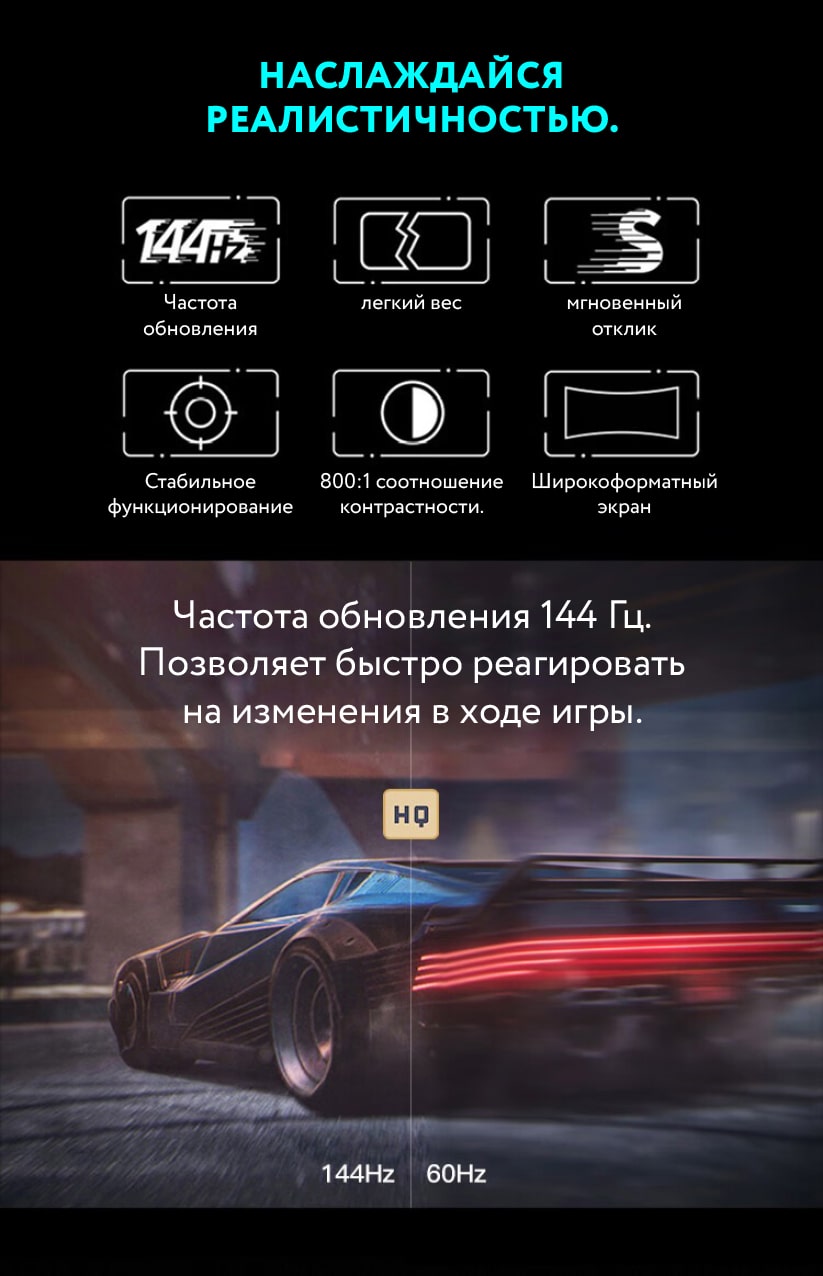 НАСЛАЖДАЙСЯ
РЕАЛИСТИЧНОСТЬЮ.
144Hz
S
Частота
обновления
легкий вес
мгновенный
отклик
Стабильное
функционирование
800:1 соотношение
контрастности.
Широкоформатный
экран
Частота обновления 144 Гц.
Позволяет быстро реагировать
на изменения в ходе игры.
HQ
144Hz
60Hz